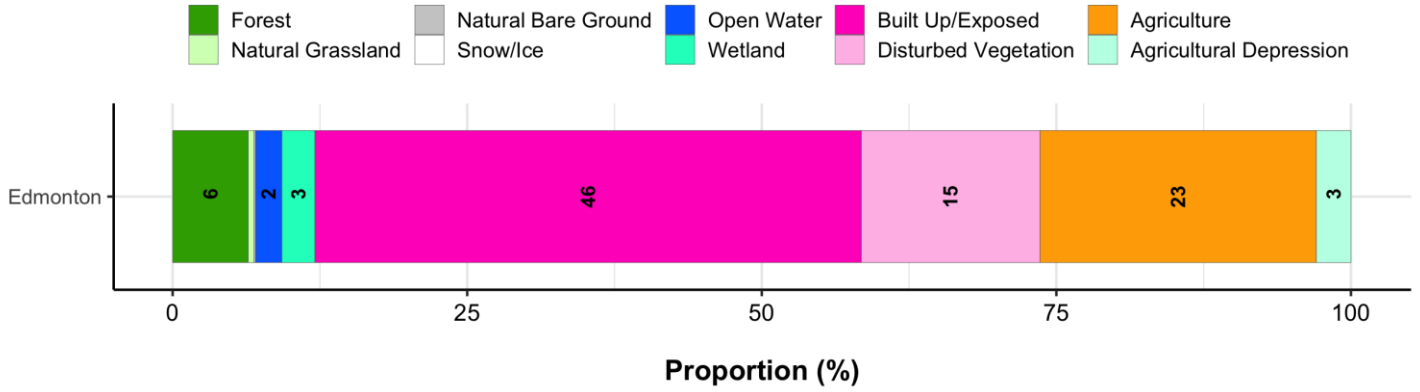 Forest Natural Bare Ground Open Water Built Up/Exposed Agriculture
Natural Grassland Snow/Ice Wetland Disturbed Vegetation Agricultural Depression
Edmonton 6 2 3 46 15 23 3
0 25 50 75 100
Proportion (%)